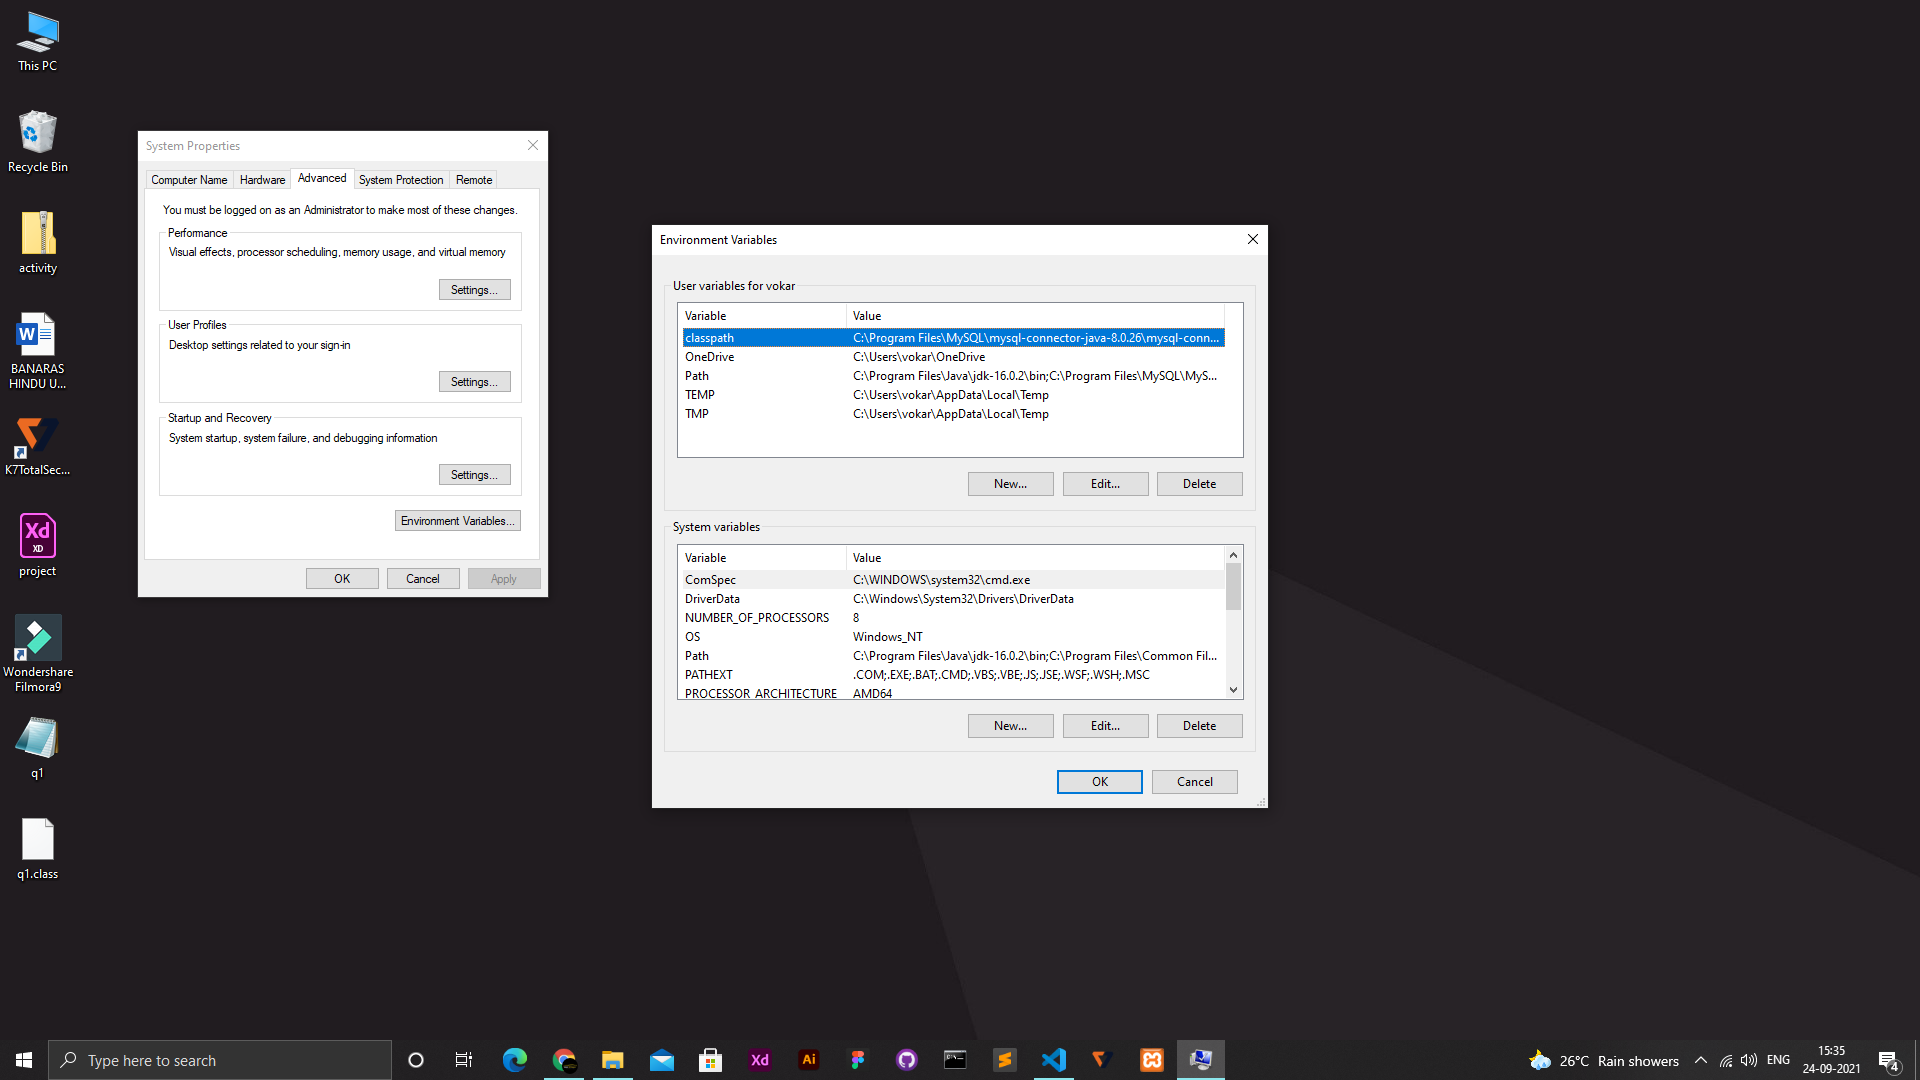 This PC
Recycle Bin
activity
BANARAS
HINDU U...
K7TotalSec...
Xd
XD
project
Wondershare
Filmora9
q1
q1.class
System Properties
Computer Name Hardware Advanced System Protection Remote
You must be logged on as an Administrator to make most of these changes.
Performance
Visual effects, processor scheduling, memory usage, and virtual memory
Settings...
User Profiles
Desktop settings related to your sign-in
Settings...
Startup and Recovery
System startup, system failure, and debugging information
Settings...
Environment Variables...
OK Cancel Apply
Environment Variables
User variables for vokar
Variable Value
classpath C:\Program Files\MySQL\mysql-connector-java-8.0.26\mysql-conn...
OneDrive C:\Users\vokar\OneDrive
Path C:\Program Files\Java\jdk-16.0.2\bin;C:\Program Files\MySQL\MyS...
TEMP C:\Users\vokar\AppData\Local\Temp
TMP C:\Users\vokar\AppData\Local\Temp
New... Edit... Delete
System variables
Variable Value
ComSpec C:\WINDOWS\system32\cmd.exe
DriverData C:\Windows\System32\Drivers\DriverData
NUMBER_OF_PROCESSORS 8
OS Windows_NT
Path C:\Program Files\Java\jdk-16.0.2\bin;C:\Program Files\Common Fil...
PATHEXT .COM;.EXE;.BAT;.CMD;.VBS;.VBE;.JS;.JSE;.WSF;.WSH;.MSC
PROCESSOR_ARCHITECTURE AMD64
New... Edit... Delete
OK Cancel
Type here to search
Xd
Ai
26°C Rain showers
ENG
15:35
24-09-2021
4